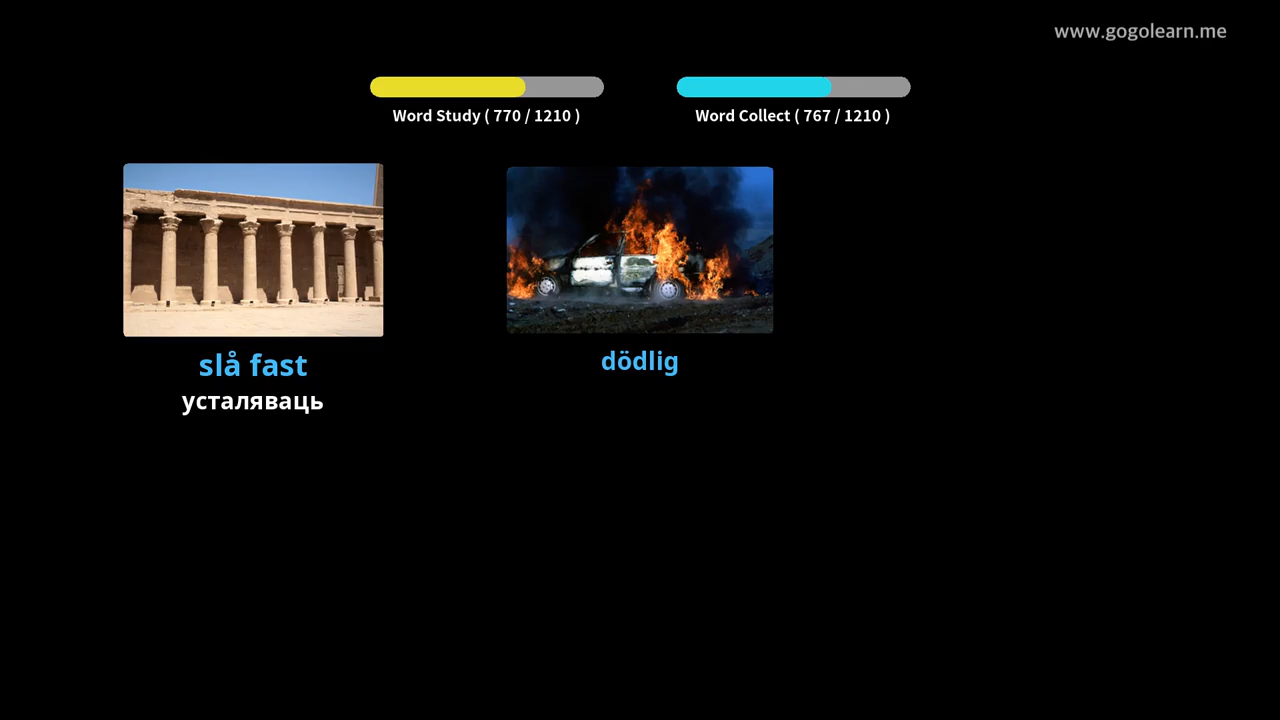 www.gogolearn.me
Word Study ( 770 / 1210 )
Word Collect ( 767 / 1210 )
slå fast
усталяваць
dödlig